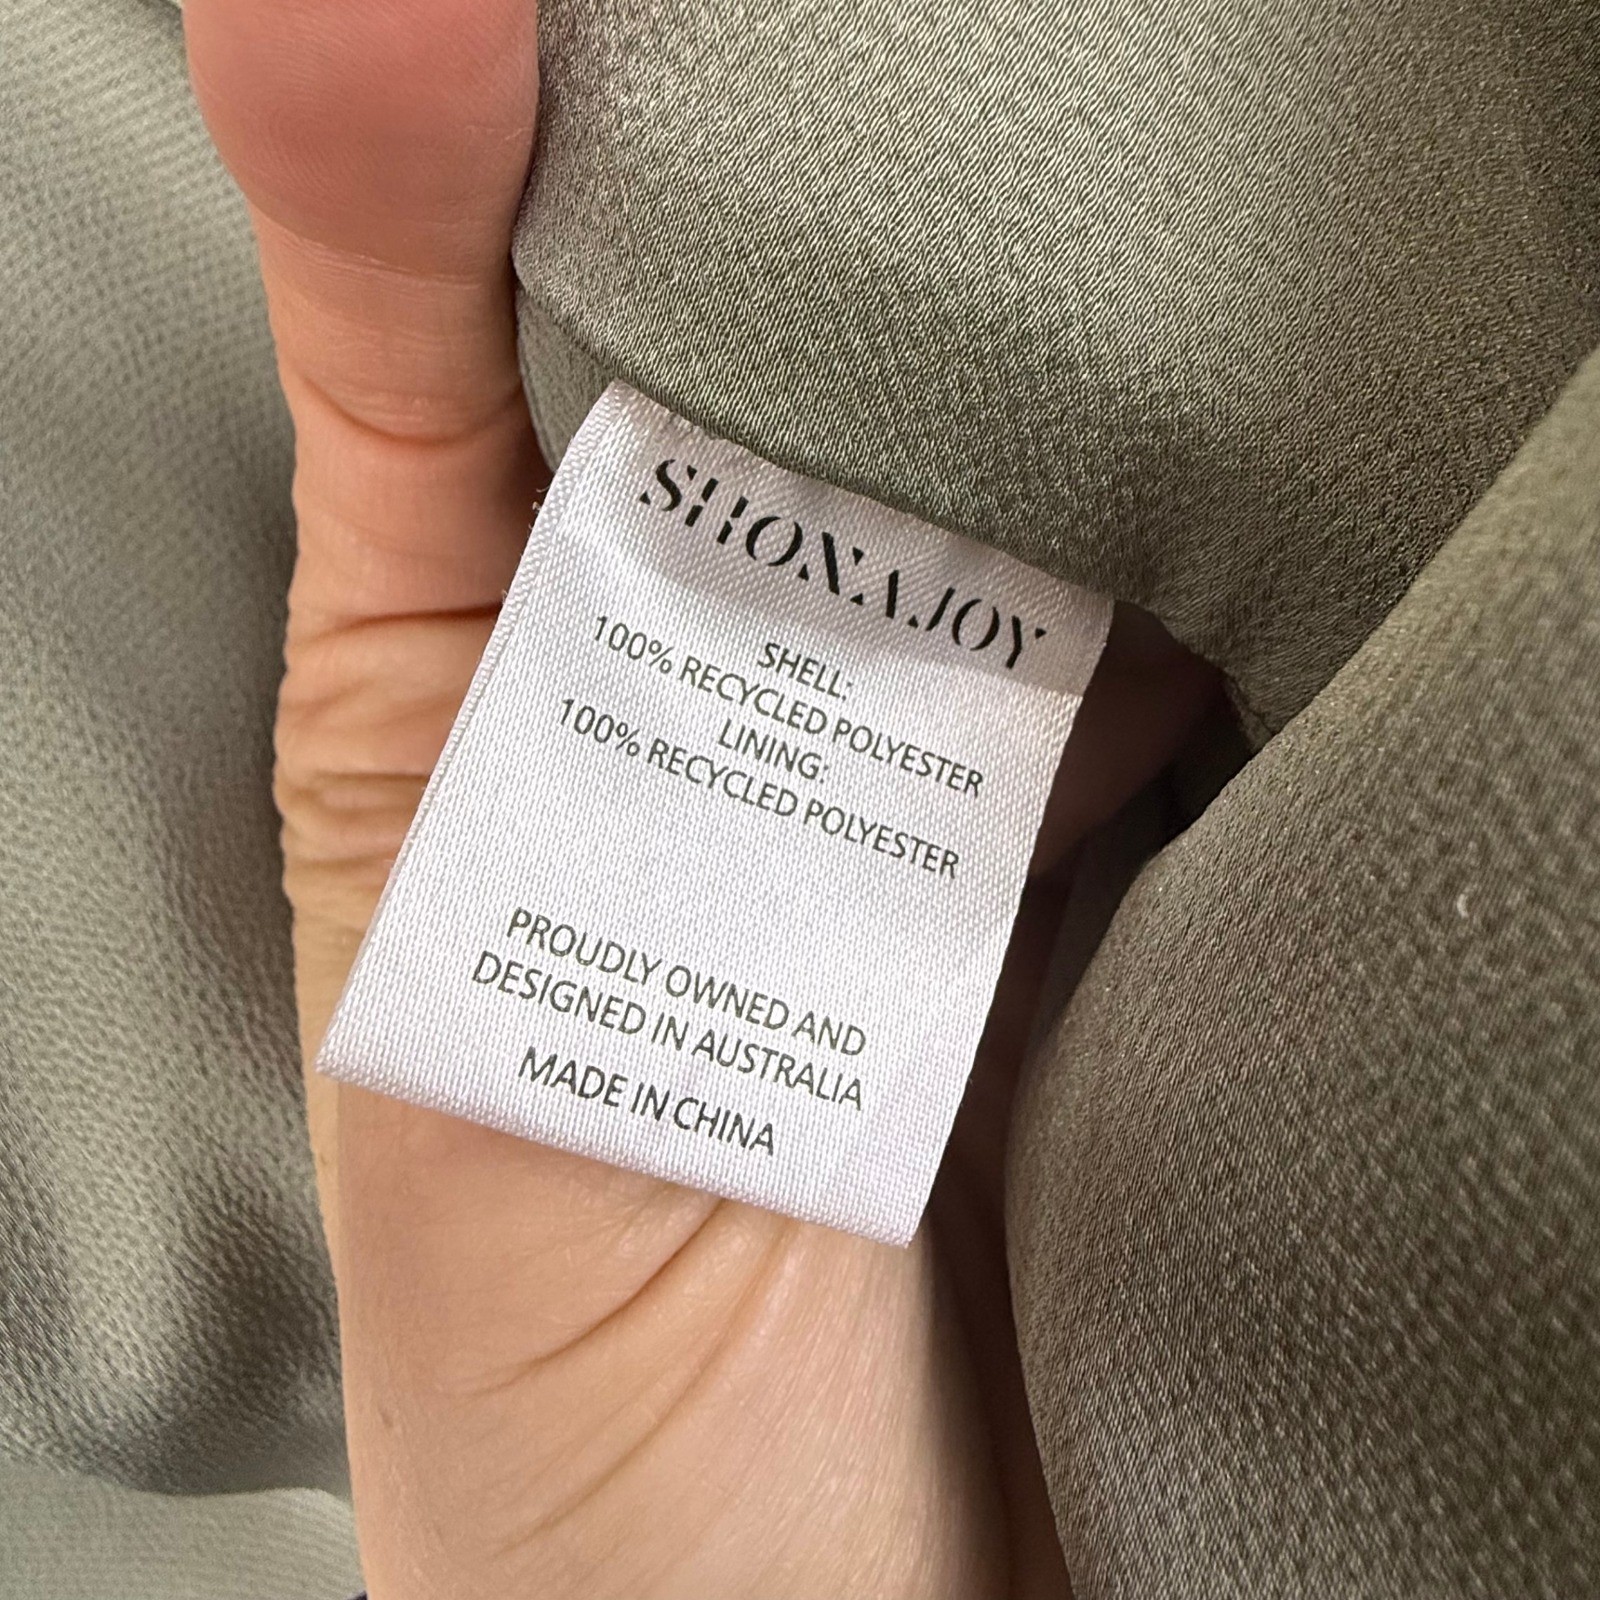 SHONA JOY
SHELL:
100% RECYCLED POLYESTER
LINING:
100% RECYCLED POLYESTER
PROUDLY OWNED AND
DESIGNED IN AUSTRALIA
MADE IN CHINA